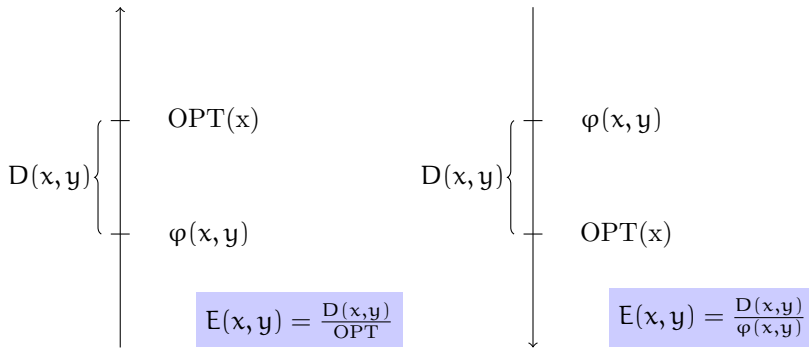 OPT(x)
D(x, y)
φ(x, y)
E(x, y) = D(x,y)/OPT
φ(x, y)
D(x, y)
OPT(x)
E(x, y) = D(x,y)/φ(x,y)